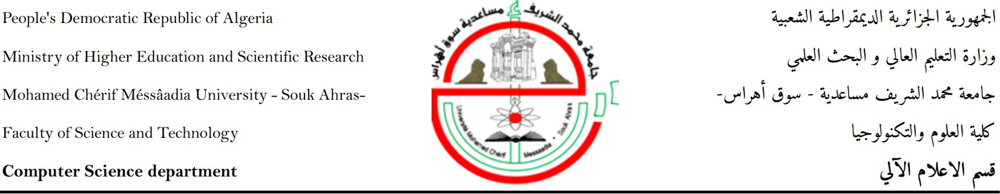 People's Democratic Republic of Algeria
Ministry of Higher Education and Scientific Research
Mohamed Chérif Méssâadia University - Souk Ahras-
Faculty of Science and Technology
Computer Science department
جامعة محمد الشريف مساعدية سوق أهراس
Université Mohamed Chérif Messaadia - Souk Ahras
الجمهورية الجزائرية الديمقراطية الشعبية
وزارة التعليم العالي و البحث العلمي
جامعة محمد الشريف مساعدية - سوق أهراس-
كلية العلوم والتكنولوجيا
قسم الاعلام الآلي